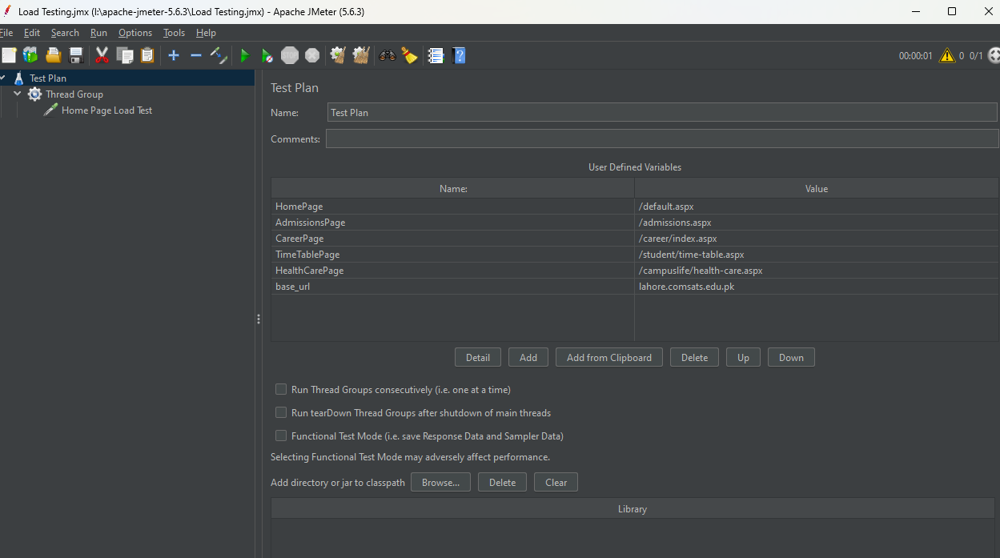 Load Testing.jmx (I:\apache-jmeter-5.6.3\Load Testing.jmx) - Apache JMeter (5.6.3)
File Edit Search Run Options Tools Help
STOP ? 00:00:01 0 0/1
Test Plan
Thread Group
Home Page Load Test
Test Plan
Name: Test Plan
Comments:
User Defined Variables
Name: Value
HomePage /default.aspx
AdmissionsPage /admissions.aspx
CareerPage /career/index.aspx
TimeTablePage /student/time-table.aspx
HealthCarePage /campuslife/health-care.aspx
base_url lahore.comsats.edu.pk
Detail Add Add from Clipboard Delete Up Down
Run Thread Groups consecutively (i.e. one at a time)
Run tearDown Thread Groups after shutdown of main threads
Functional Test Mode (i.e. save Response Data and Sampler Data)
Selecting Functional Test Mode may adversely affect performance.
Add directory or jar to classpath Browse... Delete Clear
Library